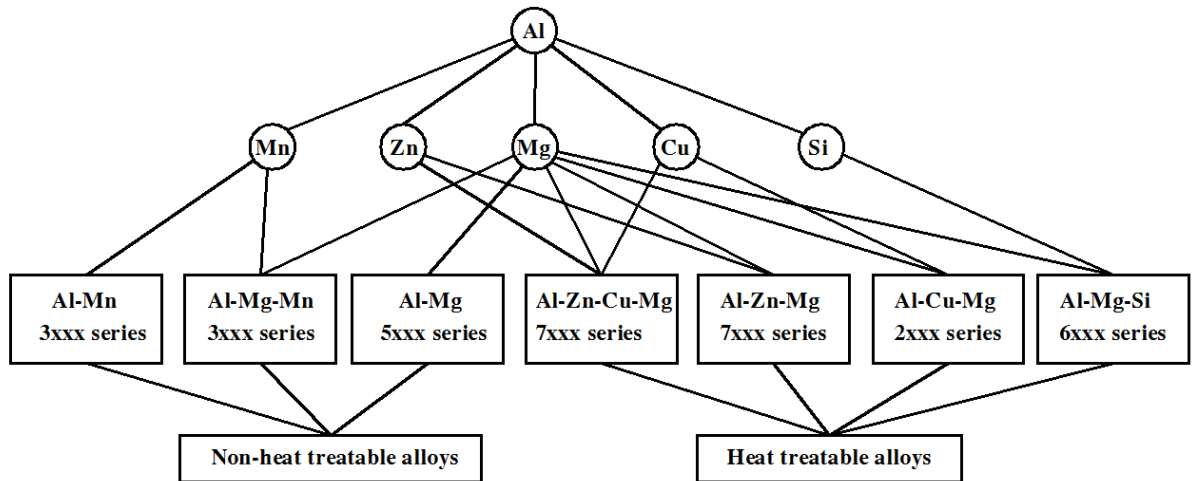 Al
Mn
Zn
Mg
Cu
Si
Al-Mn
3xxx series
Al-Mg-Mn
3xxx series
Al-Mg
5xxx series
Al-Zn-Cu-Mg
7xxx series
Al-Zn-Mg
7xxx series
Al-Cu-Mg
2xxx series
Al-Mg-Si
6xxx series
Non-heat treatable alloys
Heat treatable alloys